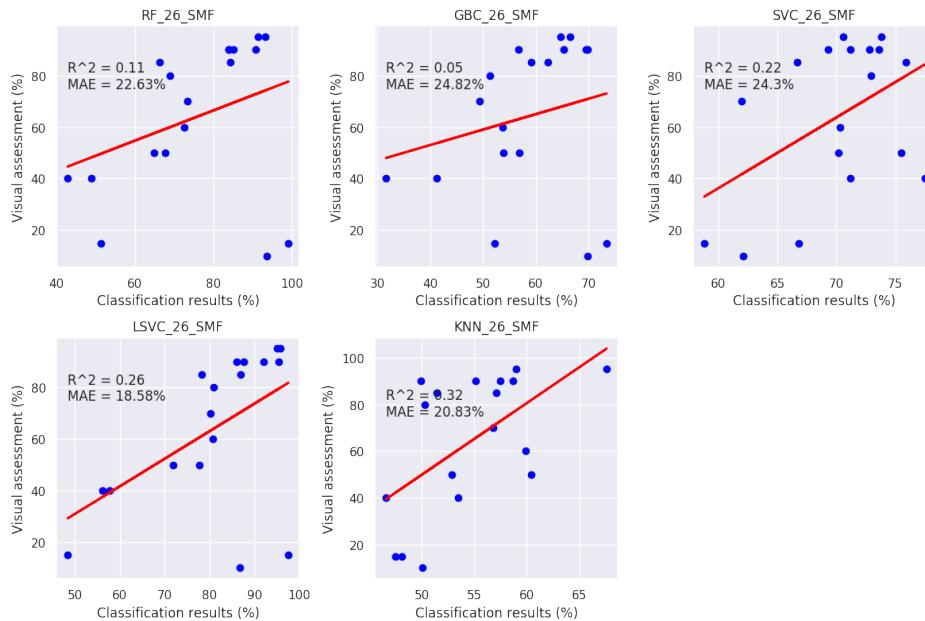 RF_26_SMF
GBC_26_SMF
SVC_26_SMF
Visual assessment (%)
80
60
40
20
R^2 = 0.11
MAE = 22.63%
40
60
80
100
Classification results (%)
Visual assessment (%)
80
60
40
20
R^2 = 0.05
MAE = 24.82%
30
40
50
60
70
Classification results (%)
Visual assessment (%)
80
60
40
20
R^2 = 0.22
MAE = 24.3%
60
65
70
75
Classification results (%)
LSVC_26_SMF
KNN_26_SMF
Visual assessment (%)
80
60
40
20
R^2 = 0.26
MAE = 18.58%
50
60
70
80
90
100
Classification results (%)
Visual assessment (%)
100
80
60
40
20
R^2 = 0.32
MAE = 20.83%
50
55
60
65
Classification results (%)